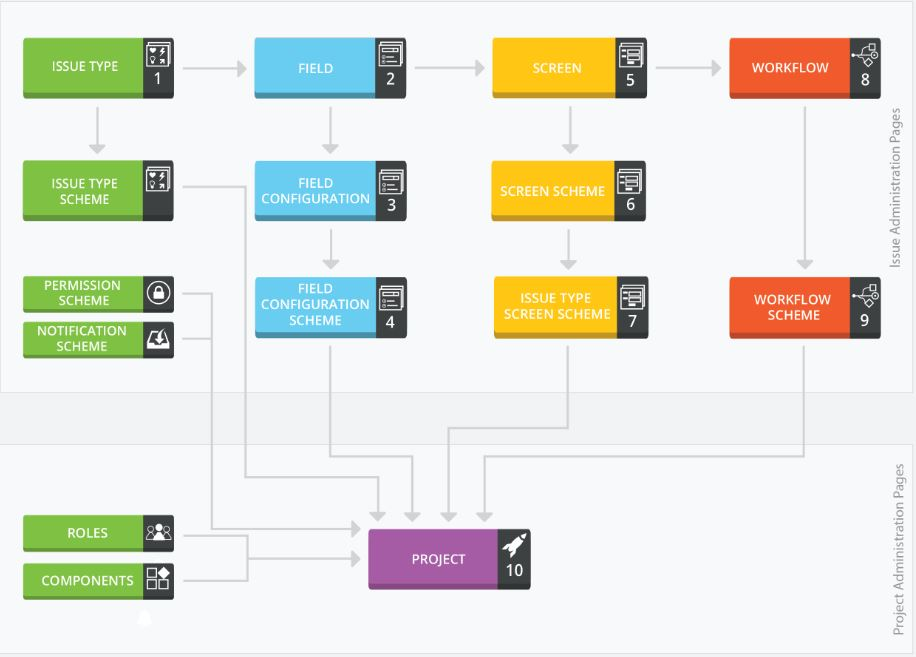 ISSUE TYPE
1
FIELD
2
SCREEN
5
WORKFLOW
8
ISSUE TYPE
SCHEME
FIELD
CONFIGURATION
3
SCREEN SCHEME
6
Issue Administration Pages
PERMISSION
SCHEME
NOTIFICATION
SCHEME
FIELD
CONFIGURATION
SCHEME
4
ISSUE TYPE
SCREEN SCHEME
7
WORKFLOW
SCHEME
9
ROLES
COMPONENTS
PROJECT
10
Project Administration Pages